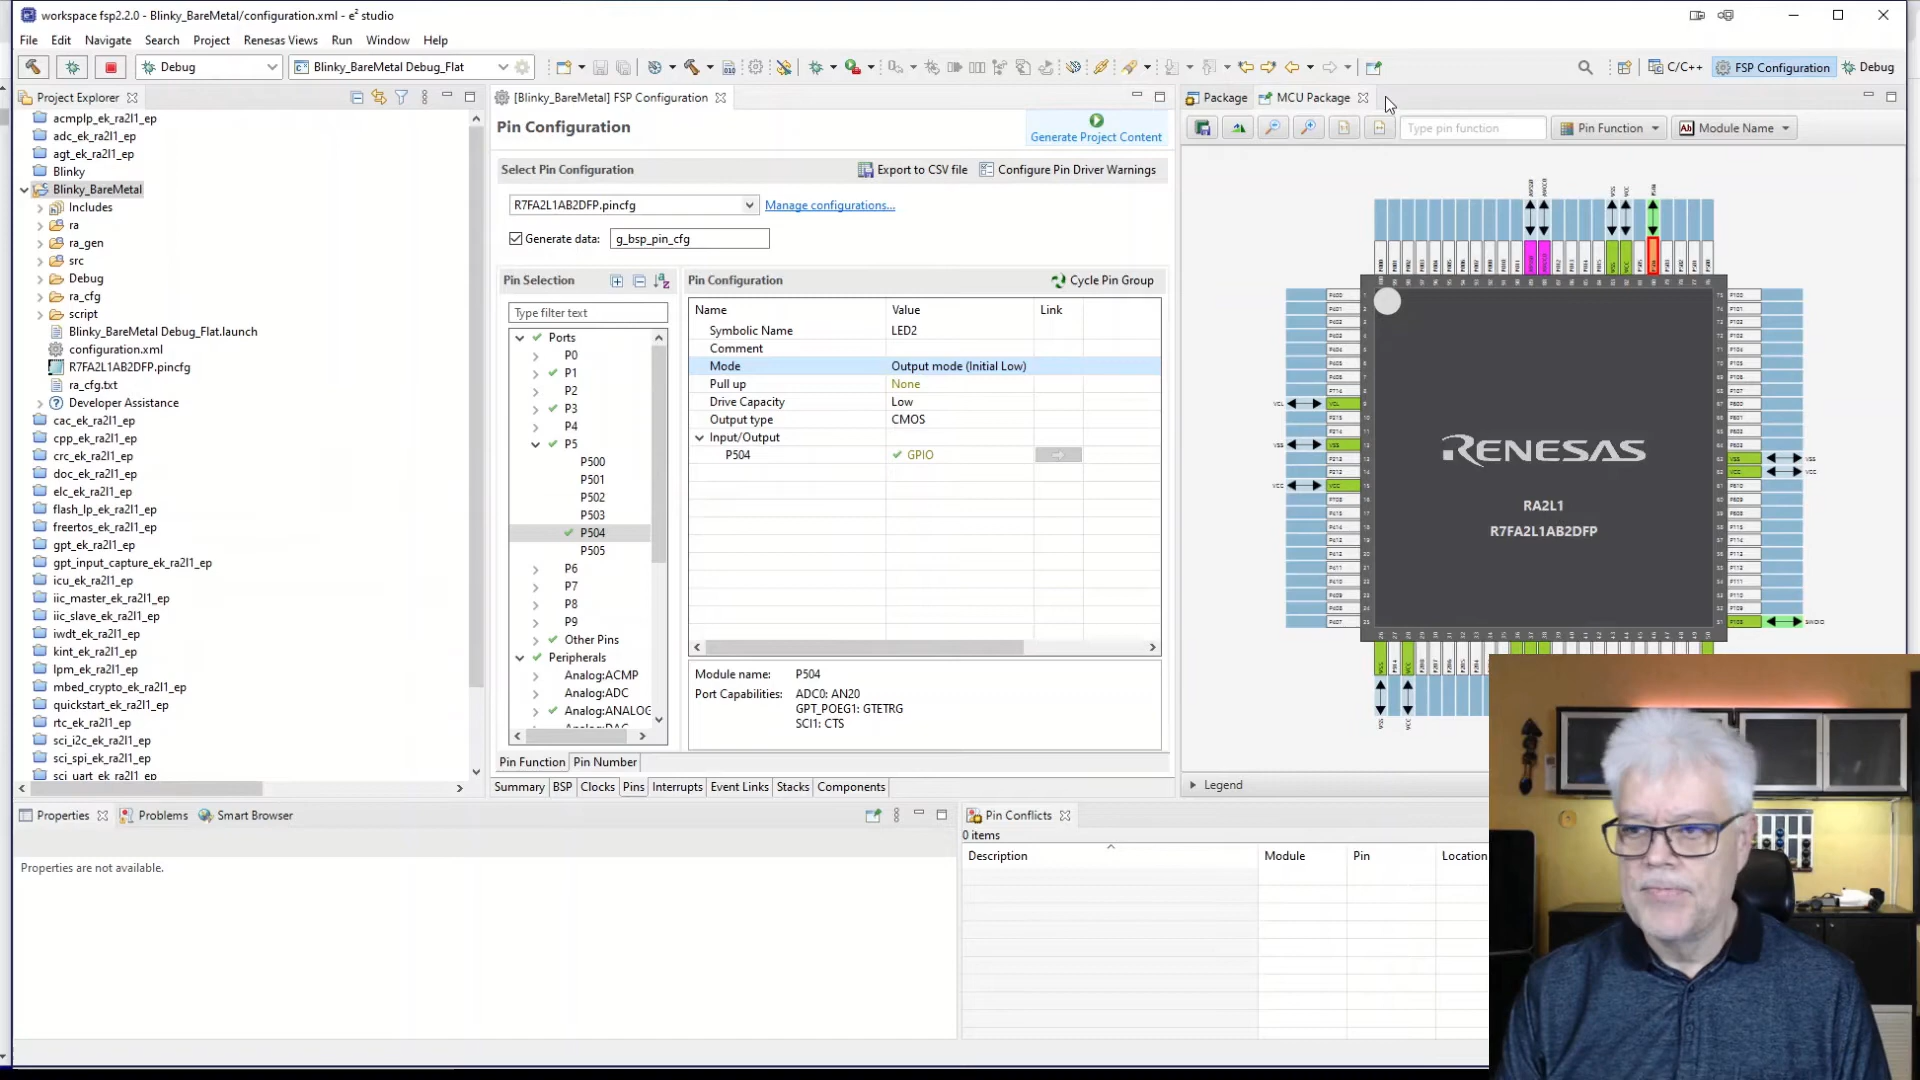 workspace fsp2.2.0 - Blinky_BareMetal/configuration.xml - e² studio
File Edit Navigate Search Project Renesas Views Run Window Help
Debug
Blinky_BareMetal Debug_Flat
C/C++
FSP Configuration
Debug
Project Explorer
acmplp_ek_ra2l1_ep
adc_ek_ra2l1_ep
agt_ek_ra2l1_ep
Blinky
Blinky_BareMetal
Includes
ra
ra_gen
src
Debug
ra_cfg
script
Blinky_BareMetal Debug_Flat.launch
configuration.xml
R7FA2L1AB2DFP.pincfg
ra_cfg.txt
Developer Assistance
cac_ek_ra2l1_ep
cpp_ek_ra2l1_ep
crc_ek_ra2l1_ep
doc_ek_ra2l1_ep
elc_ek_ra2l1_ep
flash_lp_ek_ra2l1_ep
freertos_ek_ra2l1_ep
gpt_ek_ra2l1_ep
gpt_input_capture_ek_ra2l1_ep
icu_ek_ra2l1_ep
iic_master_ek_ra2l1_ep
iic_slave_ek_ra2l1_ep
iwdt_ek_ra2l1_ep
kint_ek_ra2l1_ep
lpm_ek_ra2l1_ep
mbed_crypto_ek_ra2l1_ep
quickstart_ek_ra2l1_ep
rtc_ek_ra2l1_ep
sci_i2c_ek_ra2l1_ep
sci_spi_ek_ra2l1_ep
sci_uart_ek_ra2l1_ep
[Blinky_BareMetal] FSP Configuration
Pin Configuration
Generate Project Content
Select Pin Configuration
Export to CSV file
Configure Pin Driver Warnings
R7FA2L1AB2DFP.pincfg
Manage configurations...
Generate data: g_bsp_pin_cfg
Pin Selection
Type filter text
Ports
P0
P1
P2
P3
P4
P5
P500
P501
P502
P503
P504
P505
P6
P7
P8
P9
Other Pins
Peripherals
Analog:ACMP
Analog:ADC
Analog:ANALOG
Pin Configuration
Cycle Pin Group
Name Value Link
Symbolic Name LED2
Comment
Mode Output mode (Initial Low)
Pull up None
Drive Capacity Low
Output type CMOS
Input/Output
P504 GPIO
Module name: P504
Port Capabilities: ADC0: AN20
GPT_POEG1: GTETRG
SCI1: CTS
Pin Function Pin Number
Summary BSP Clocks Pins Interrupts Event Links Stacks Components
Package
MCU Package
Type pin function
Pin Function
Module Name
RENESAS
RA2L1
R7FA2L1AB2DFP
Legend
Properties
Problems
Smart Browser
Properties are not available.
Pin Conflicts
0 items
Description Module Pin Location